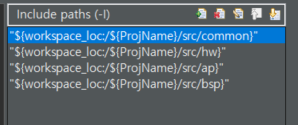 Include paths (-I)
"${workspace_loc:/${ProjName}/src/common}"
"${workspace_loc:/${ProjName}/src/hw}"
"${workspace_loc:/${ProjName}/src/ap}"
"${workspace_loc:/${ProjName}/src/bsp}"